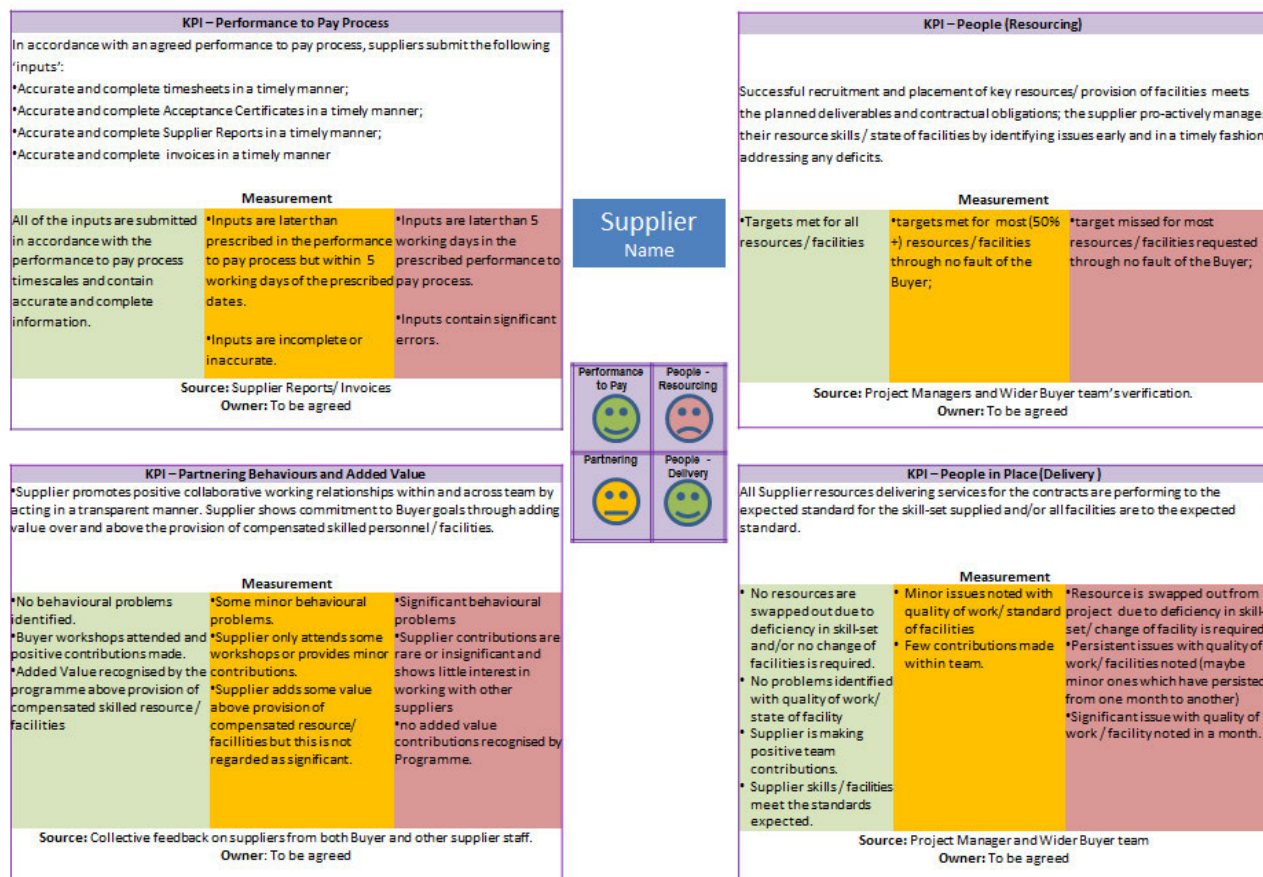 KPI – Performance to Pay Process
In accordance with an agreed performance to pay process, suppliers submit the following
'inputs':
•Accurate and complete timesheets in a timely manner;
•Accurate and complete Acceptance Certificates in a timely manner;
•Accurate and complete Supplier Reports in a timely manner;
•Accurate and complete invoices in a timely manner
Measurement
All of the inputs are submitted
in accordance with the
performance to pay process
timescales and contain
accurate and complete
information.
•Inputs are later than
prescribed in the performance
to pay process but within 5
working days of the prescribed
dates.
•Inputs are incomplete or
inaccurate.
•Inputs are later than 5
working days in the
prescribed performance to
pay process.
•Inputs contain significant
errors.
Source: Supplier Reports/ Invoices
Owner: To be agreed
KPI – People (Resourcing)
Successful recruitment and placement of key resources/ provision of facilities meets
the planned deliverables and contractual obligations; the supplier pro-actively manage
their resource skills / state of facilities by identifying issues early and in a timely fashion
addressing any deficits.
Measurement
•Targets met for all
resources / facilities
•targets met for most (50%
+) resources / facilities
through no fault of the
Buyer;
•target missed for most
resources / facilities requested
through no fault of the Buyer;
Source: Project Managers and Wider Buyer team's verification.
Owner: To be agreed
Supplier
Name
Performance
to Pay
People -
Resourcing
Partnering
People -
Delivery
KPI – Partnering Behaviours and Added Value
•Supplier promotes positive collaborative working relationships within and across team by
acting in a transparent manner. Supplier shows commitment to Buyer goals through adding
value over and above the provision of compensated skilled personnel / facilities.
Measurement
•No behavioural problems
identified.
•Buyer workshops attended and
positive contributions made.
•Added Value recognised by the
programme above provision of
compensated skilled resource /
facilities
•Some minor behavioural
problems.
•Supplier only attends some
workshops or provides minor
contributions.
•Supplier adds some value
above provision of
compensated resource/
facillities but this is not
regarded as significant.
•Significant behavioural
problems
•Supplier contributions are
rare or insignificant and
shows little interest in
working with other
suppliers
•no added value
contributions recognised by
Programme.
Source: Collective feedback on suppliers from both Buyer and other supplier staff.
Owner: To be agreed
KPI – People in Place (Delivery )
All Supplier resources delivering services for the contracts are performing to the
expected standard for the skill-set supplied and/or all facilities are to the expected
standard.
Measurement
• No resources are
swapped out due to
deficiency in skill-set
and/or no change of
facilities is required.
• No problems identified
with quality of work/
state of facility
• Supplier is making
positive team
contributions.
• Supplier skills / facilities
meet the standards
expected.
• Minor issues noted with
quality of work/ standard
of facilities
• Few contributions made
within team.
•Resource is swapped out from
project due to deficiency in skill-
set/ change of facility is required
•Persistent issues with quality of
work/ facilities noted (maybe
minor ones which have persisted
from one month to another)
•Significant issue with quality of
work / facility noted in a month.
Source: Project Manager and Wider Buyer team
Owner: To be agreed